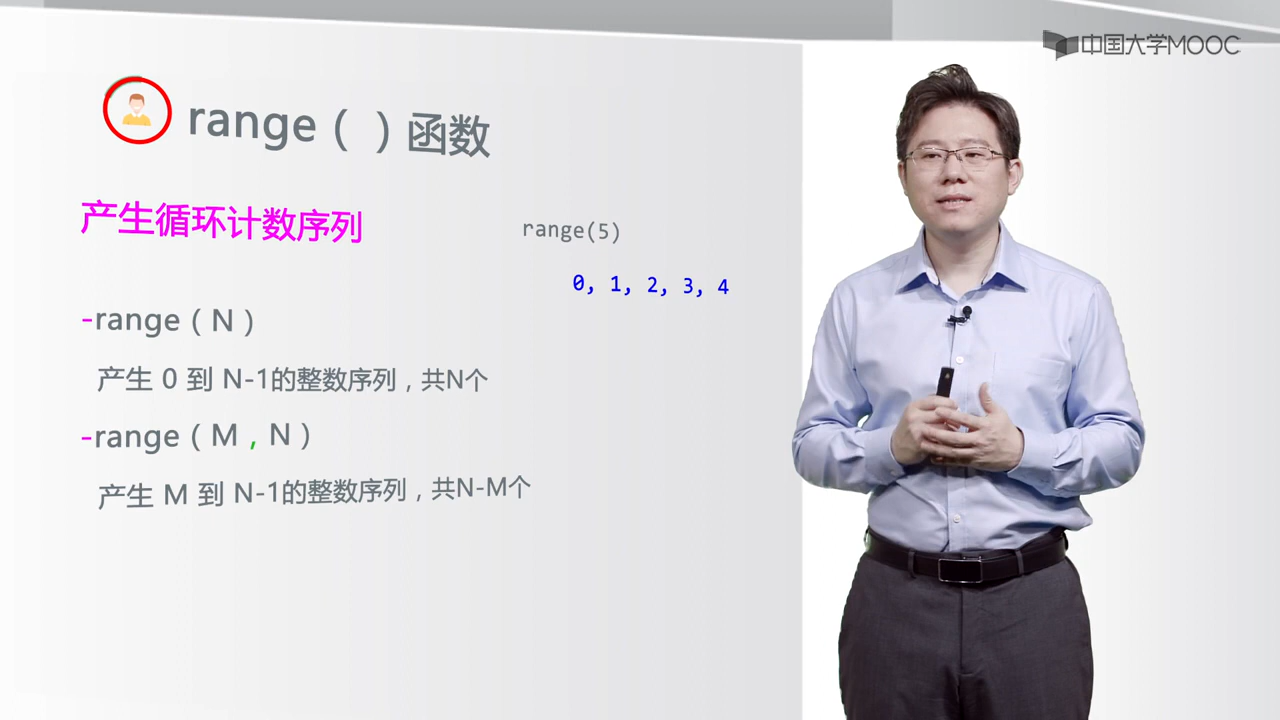 中国大学MOOC
range（ ）函数
产生循环计数序列
range(5)
0, 1, 2, 3, 4
-range（N）
产生 0 到 N-1的整数序列，共N个
-range（M，N）
产生 M 到 N-1的整数序列，共N-M个